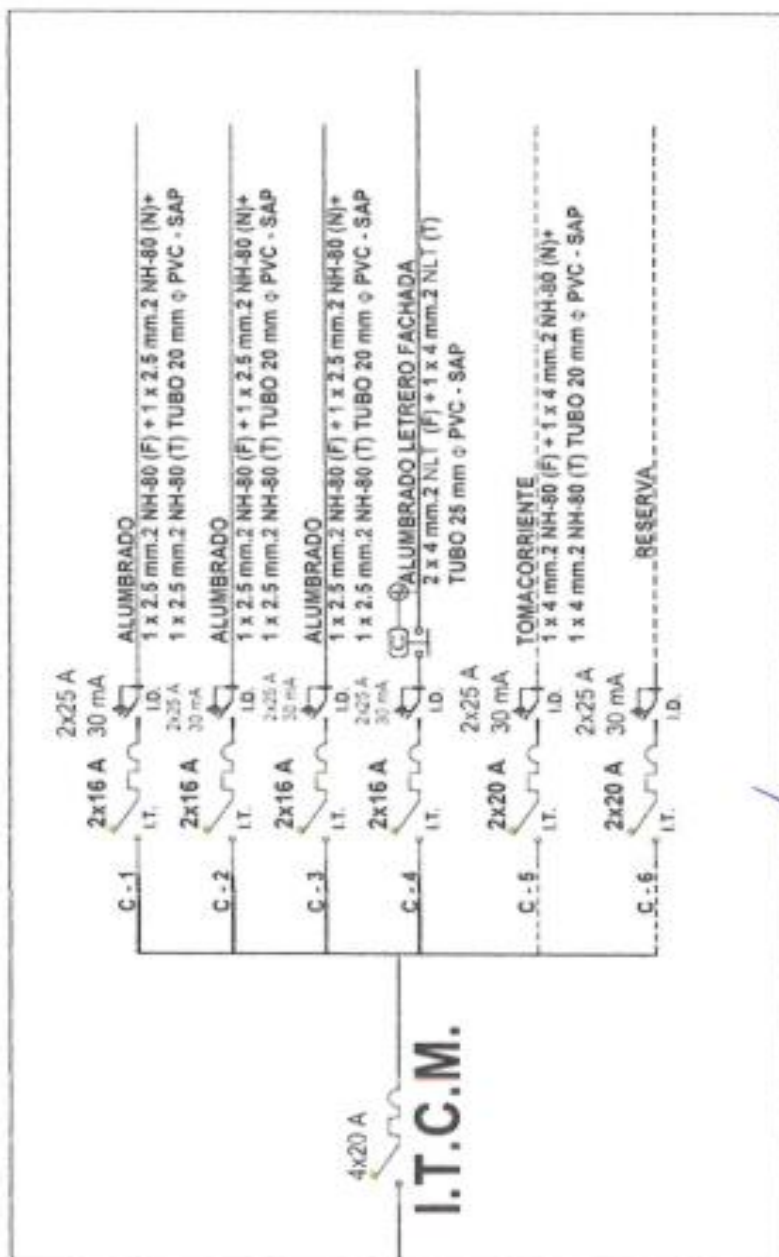 4x20 A
I.T.C.M.
C - 1
2x16 A
I.T.
2x25 A
30 mA
I.D.
ALUMBRADO
1 x 2.5 mm.2 NH-80 (F) + 1 x 2.5 mm.2 NH-80 (N)+
1 x 2.5 mm.2 NH-80 (T) TUBO 20 mm ϕ PVC - SAP
C - 2
2x16 A
I.T.
2x25 A
30 mA
I.D.
ALUMBRADO
1 x 2.5 mm.2 NH-80 (F) + 1 x 2.5 mm.2 NH-80 (N)+
1 x 2.5 mm.2 NH-80 (T) TUBO 20 mm ϕ PVC - SAP
C - 3
2x16 A
I.T.
2x25 A
30 mA
I.D.
ALUMBRADO
1 x 2.5 mm.2 NH-80 (F) + 1 x 2.5 mm.2 NH-80 (N)+
1 x 2.5 mm.2 NH-80 (T) TUBO 20 mm ϕ PVC - SAP
C - 4
2x16 A
I.T.
2x25 A
30 mA
I.D.
C
ALUMBRADO LETRERO FACHADA
2 x 4 mm.2 NLT (F) + 1 x 4 mm.2 NLT (T)
TUBO 25 mm ϕ PVC - SAP
C - 5
2x20 A
I.T.
2x25 A
30 mA
I.D.
TOMACORRIENTE
1 x 4 mm.2 NH-80 (F) + 1 x 4 mm.2 NH-80 (N)+
1 x 4 mm.2 NH-80 (T) TUBO 20 mm ϕ PVC - SAP
C - 6
2x20 A
I.T.
2x25 A
30 mA
I.D.
RESERVA